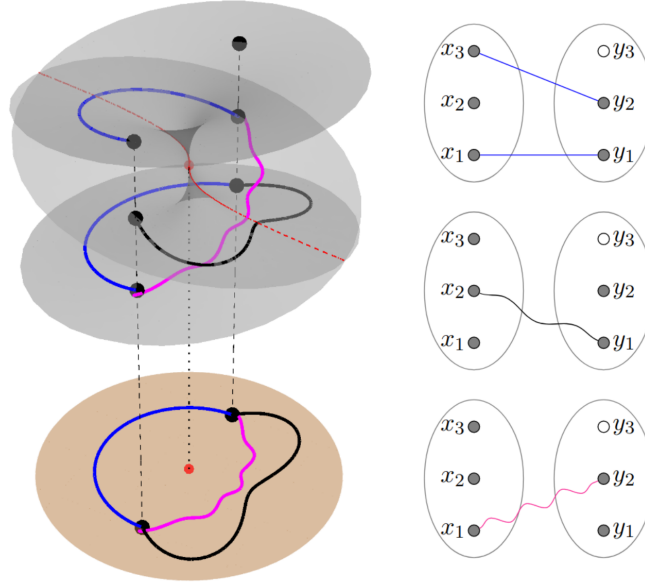 x₃ y₃
x₂ y₂
x₁ y₁
x₃ y₃
x₂ y₂
x₁ y₁
x₃ y₃
x₂ y₂
x₁ y₁